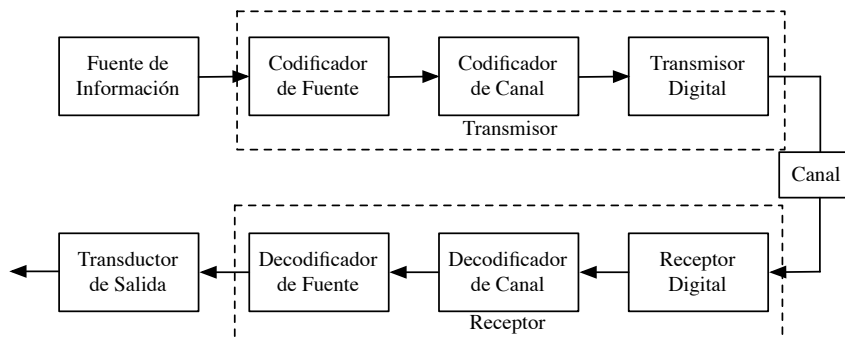 Fuente de
Información
Codificador
de Fuente
Codificador
de Canal
Transmisor
Digital
Transmisor
Canal
Transductor
de Salida
Decodificador
de Fuente
Decodificador
de Canal
Receptor
Digital
Receptor